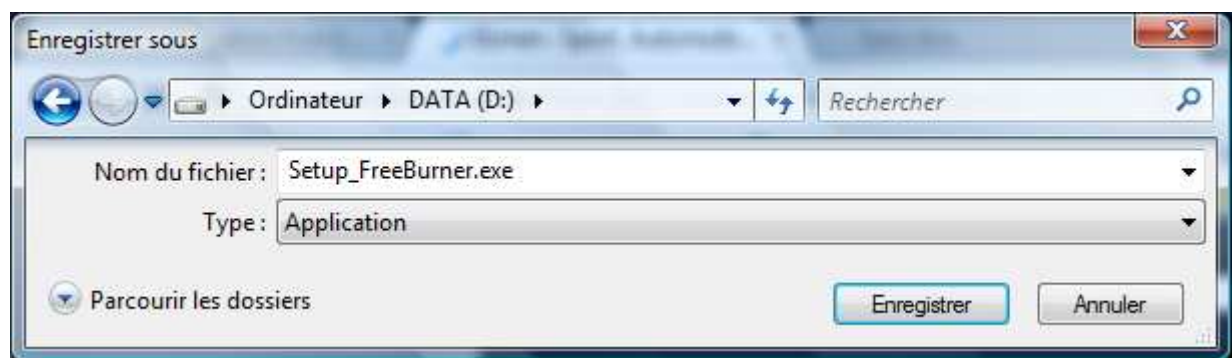 Enregistrer sous
Ordinateur DATA (D:)
Rechercher
Nom du fichier : Setup_FreeBurner.exe
Type : Application
Parcourir les dossiers
Enregistrer
Annuler